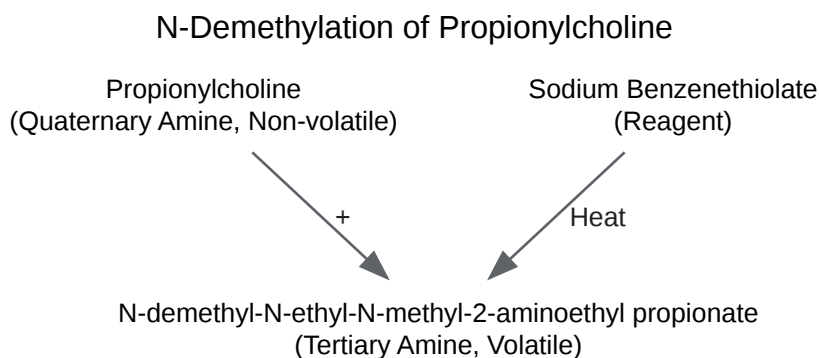 N-Demethylation of Propionylcholine
Propionylcholine
(Quaternary Amine, Non-volatile)
Sodium Benzenethiolate
(Reagent)
+
Heat
N-demethyl-N-ethyl-N-methyl-2-aminoethyl propionate
(Tertiary Amine, Volatile)